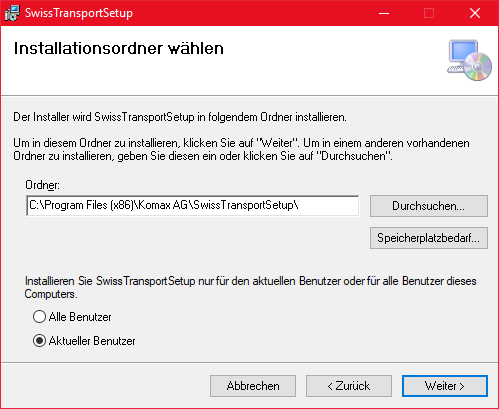 SwissTransportSetup
Installationsordner wählen
Der Installer wird SwissTransportSetup in folgendem Ordner installieren.
Um in diesem Ordner zu installieren, klicken Sie auf "Weiter". Um in einem anderen vorhandenen
Ordner zu installieren, geben Sie diesen ein oder klicken Sie auf "Durchsuchen".
Ordner:
C:\Program Files (x86)\Komax AG\SwissTransportSetup\
Durchsuchen...
Speicherplatzbedarf...
Installieren Sie SwissTransportSetup nur für den aktuellen Benutzer oder für alle Benutzer dieses
Computers.
Alle Benutzer
Aktueller Benutzer
Abbrechen
< Zurück
Weiter >